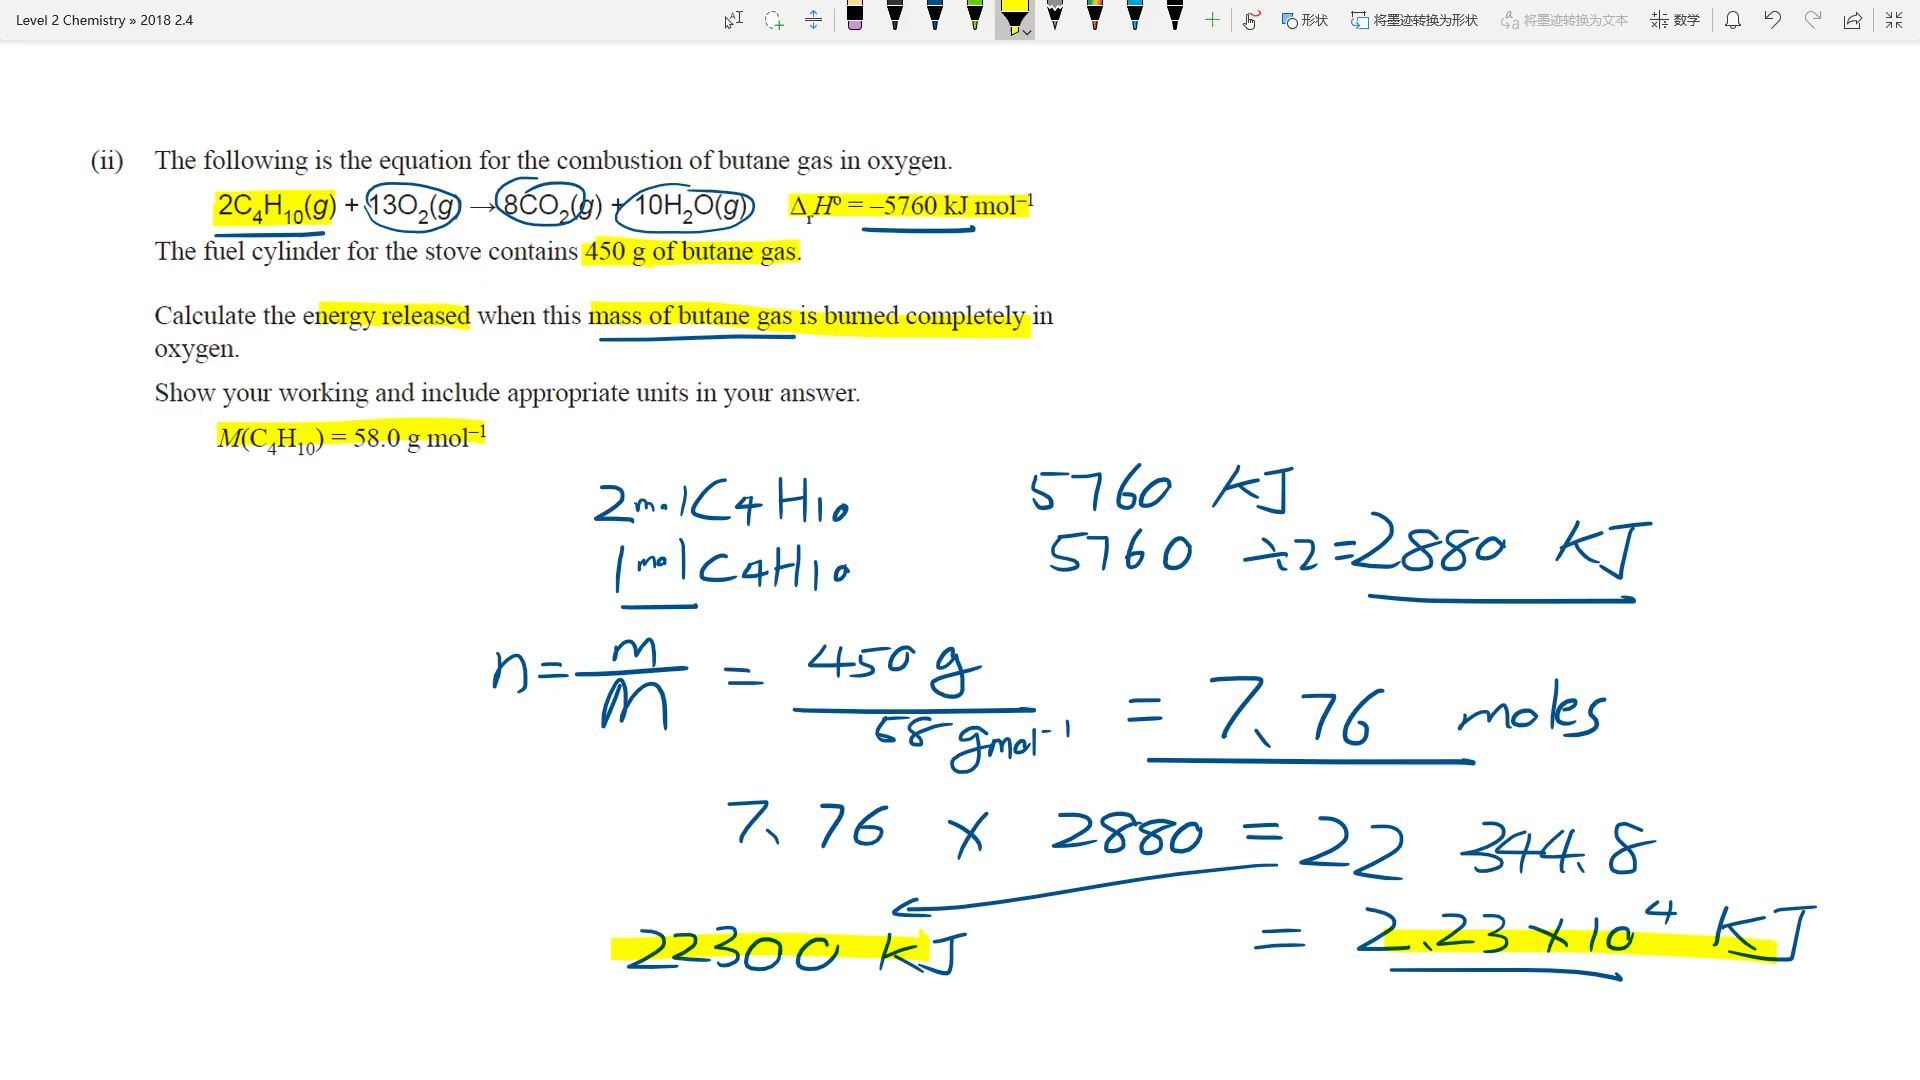 Level 2 Chemistry » 2018 2.4
形状 将墨迹转换为形状 将墨迹转换为文本 数学
(ii) The following is the equation for the combustion of butane gas in oxygen.
2C₄H₁₀(g) + 13O₂(g) → 8CO₂(g) + 10H₂O(g) ΔᵣH° = –5760 kJ mol⁻¹
The fuel cylinder for the stove contains 450 g of butane gas.
Calculate the energy released when this mass of butane gas is burned completely in
oxygen.
Show your working and include appropriate units in your answer.
M(C₄H₁₀) = 58.0 g mol⁻¹
2mol C4H10 5760 KJ
1mol C4H10 5760 ÷2=2880 KJ
n = m/M = 450 g / 58 gmol⁻¹ = 7.76 moles
7.76 × 2880 = 22 344.8
22300 KJ = 2.23 ×10⁴ KJ